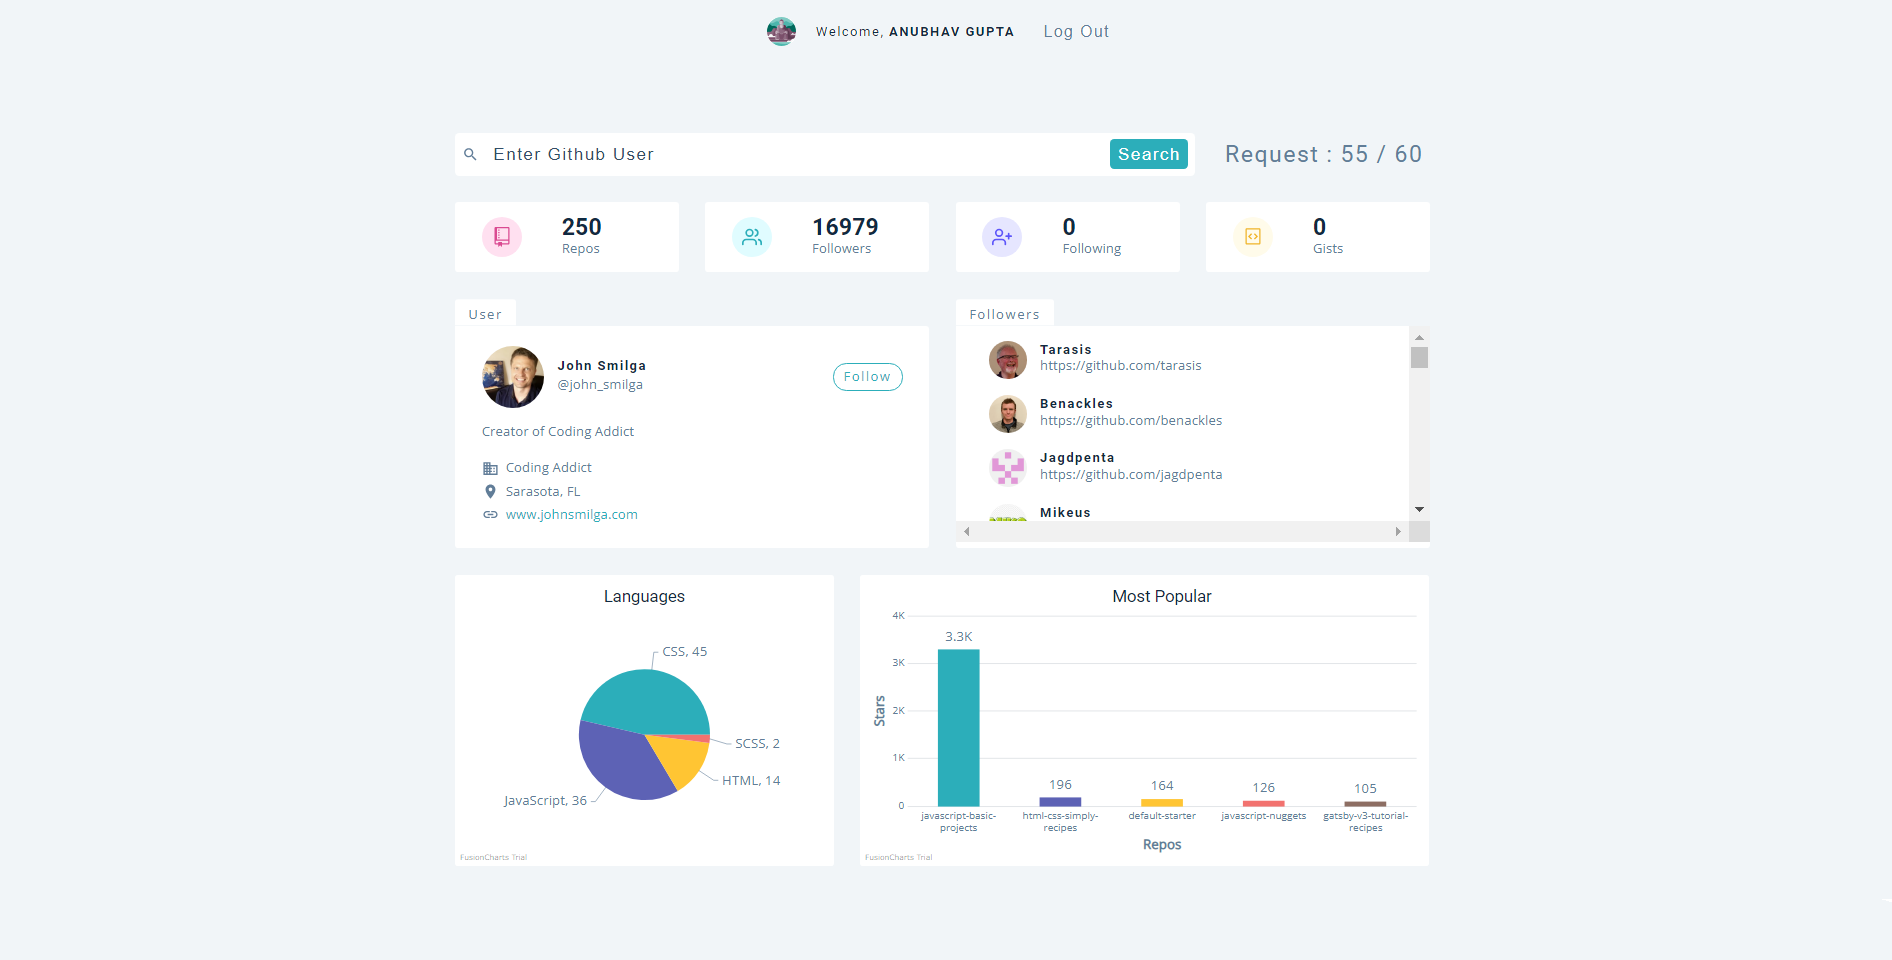 Welcome, ANUBHAV GUPTA
Log Out
Enter Github User
Search
Request : 55 / 60
250
Repos
16979
Followers
0
Following
0
Gists
User
John Smilga
@john_smilga
Follow
Creator of Coding Addict
Coding Addict
Sarasota, FL
www.johnsmilga.com
Followers
Tarasis
https://github.com/tarasis
Benackles
https://github.com/benackles
Jagdpenta
https://github.com/jagdpenta
Mikeus
Languages
CSS, 45
SCSS, 2
HTML, 14
JavaScript, 36
FusionCharts Trial
Most Popular
4K
3K
2K
1K
0
Stars
3.3K
196
164
126
105
javascript-basic-
projects
html-css-simply-
recipes
default-starter
javascript-nuggets
gatsby-v3-tutorial-
recipes
Repos
FusionCharts Trial